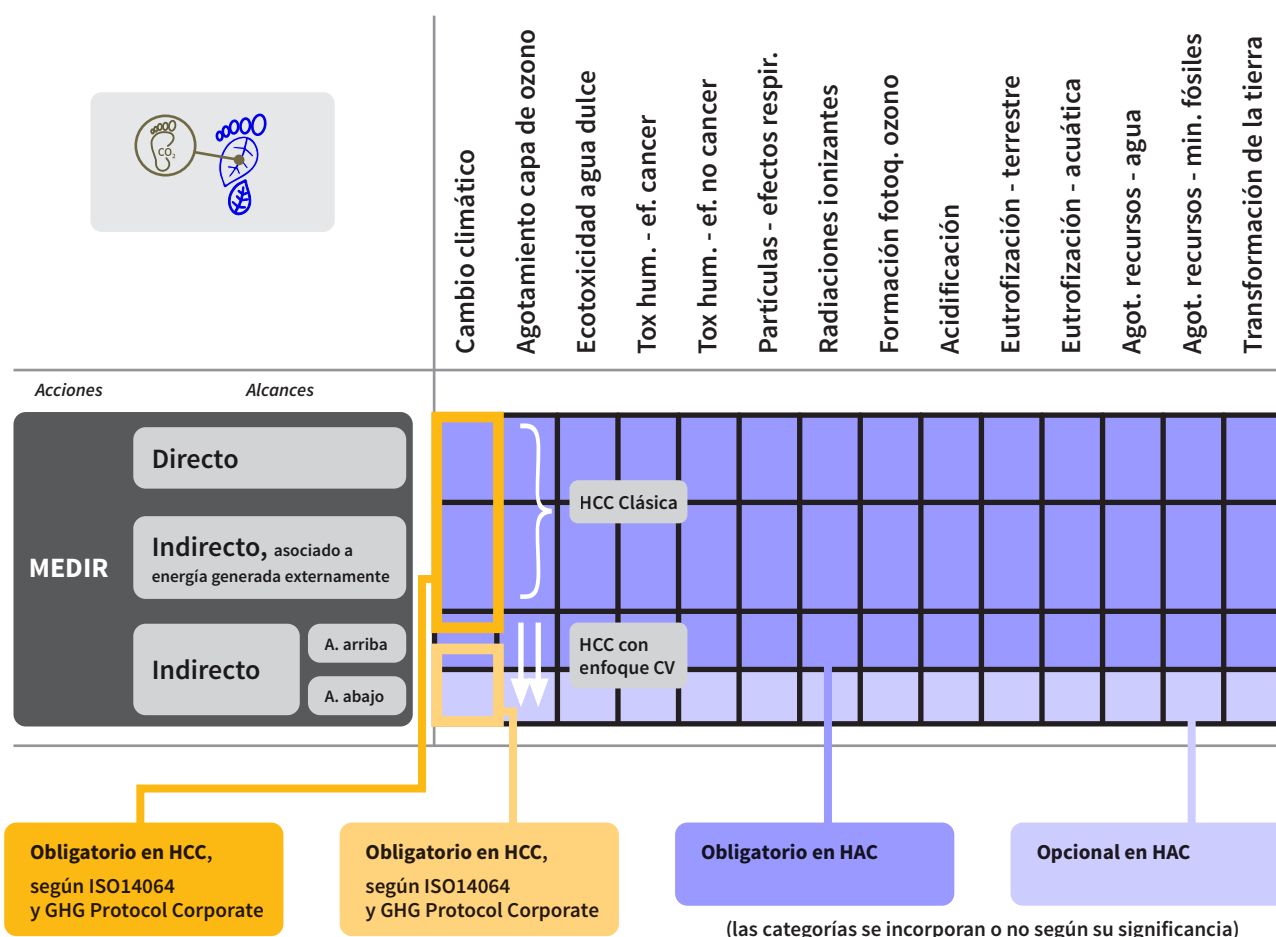 CO2
Cambio climático
Agotamiento capa de ozono
Ecotoxicidad agua dulce
Tox hum. - ef. cancer
Tox hum. - ef. no cancer
Partículas - efectos respir.
Radiaciones ionizantes
Formación fotoq. ozono
Acidificación
Eutrofización - terrestre
Eutrofización - acuática
Agot. recursos - agua
Agot. recursos - min. fósiles
Transformación de la tierra
Acciones
Alcances
MEDIR
Directo
Indirecto, asociado a
energía generada externamente
Indirecto
A. arriba
A. abajo
HCC Clásica
HCC con
enfoque CV
Obligatorio en HCC,
según ISO14064
y GHG Protocol Corporate
Obligatorio en HCC,
según ISO14064
y GHG Protocol Corporate
Obligatorio en HAC
Opcional en HAC
(las categorías se incorporan o no según su significancia)